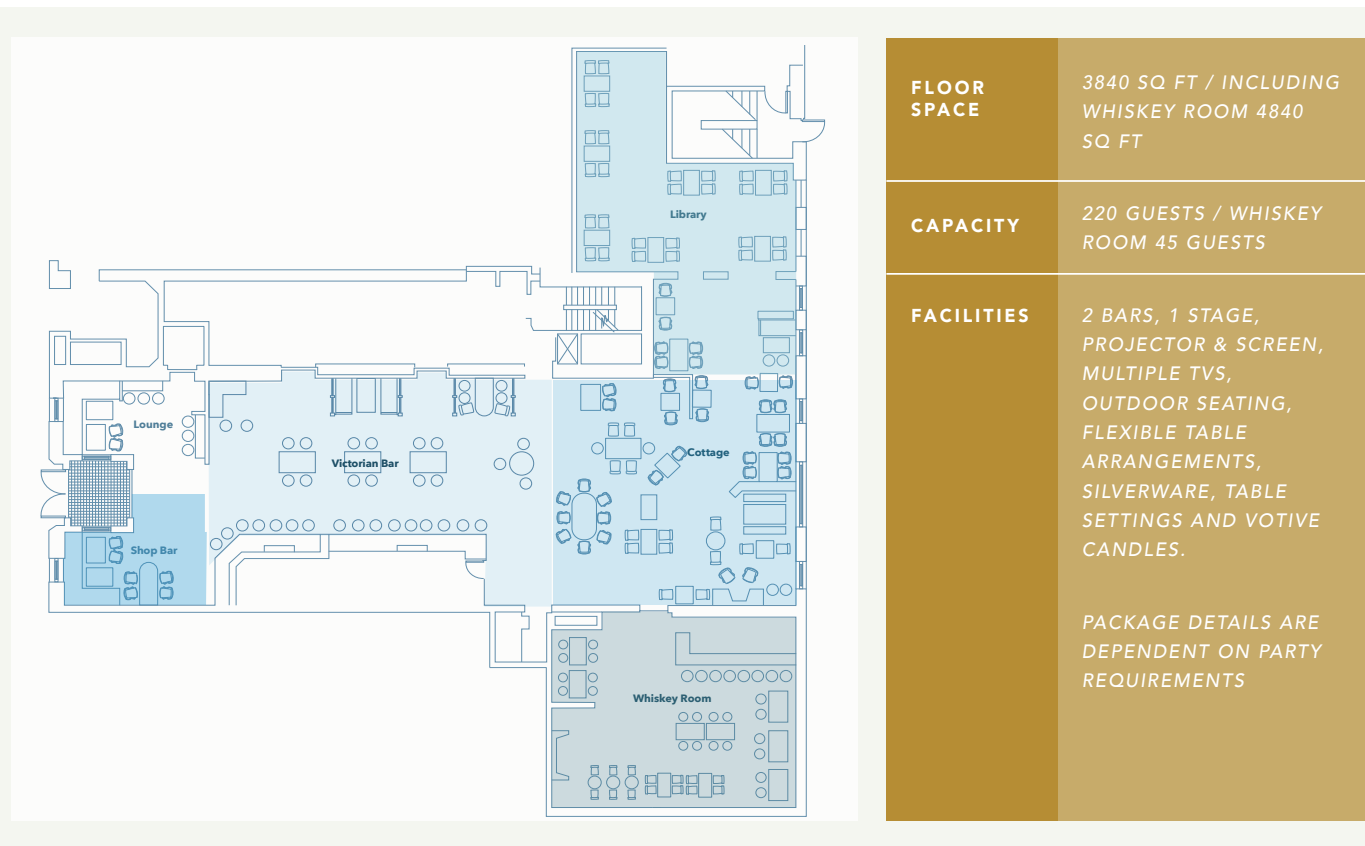 Library
Lounge
Victorian Bar
Cottage
Shop Bar
Whiskey Room
FLOOR
SPACE
3840 SQ FT / INCLUDING
WHISKEY ROOM 4840
SQ FT
CAPACITY
220 GUESTS / WHISKEY
ROOM 45 GUESTS
FACILITIES
2 BARS, 1 STAGE,
PROJECTOR & SCREEN,
MULTIPLE TVS,
OUTDOOR SEATING,
FLEXIBLE TABLE
ARRANGEMENTS,
SILVERWARE, TABLE
SETTINGS AND VOTIVE
CANDLES.
PACKAGE DETAILS ARE
DEPENDENT ON PARTY
REQUIREMENTS